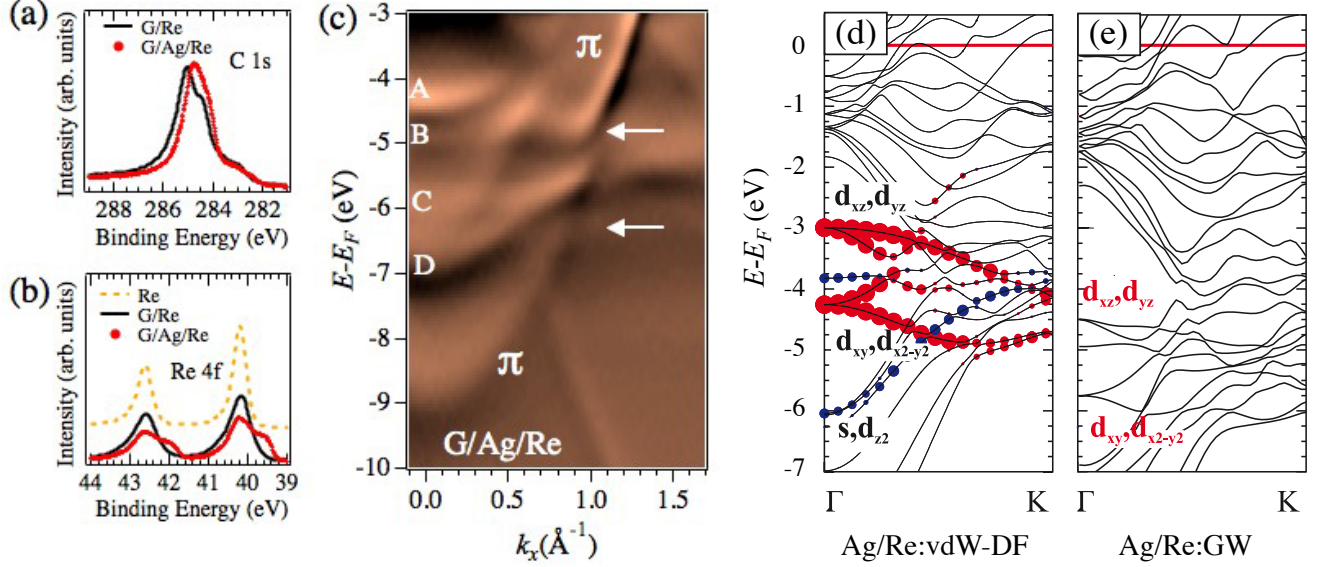 (a)
G/Re
G/Ag/Re
C 1s
Intensity (arb. units)
288 286 284 282
Binding Energy (eV)
(b)
Re
G/Re
G/Ag/Re
Re 4f
Intensity (arb. units)
44 43 42 41 40 39
Binding Energy (eV)
(c)
-3
-4
-5
-6
-7
-8
-9
-10
E-E_F (eV)
π
A
B
C
D
π
G/Ag/Re
0.0 0.5 1.0 1.5
k_x(Å⁻¹)
(d)
0
-1
-2
-3
-4
-5
-6
-7
E-E_F (eV)
d_xz,d_yz
d_xy,d_x2-y2
s,d_z2
Γ K
Ag/Re:vdW-DF
(e)
d_xz,d_yz
d_xy,d_x2-y2
Γ K
Ag/Re:GW